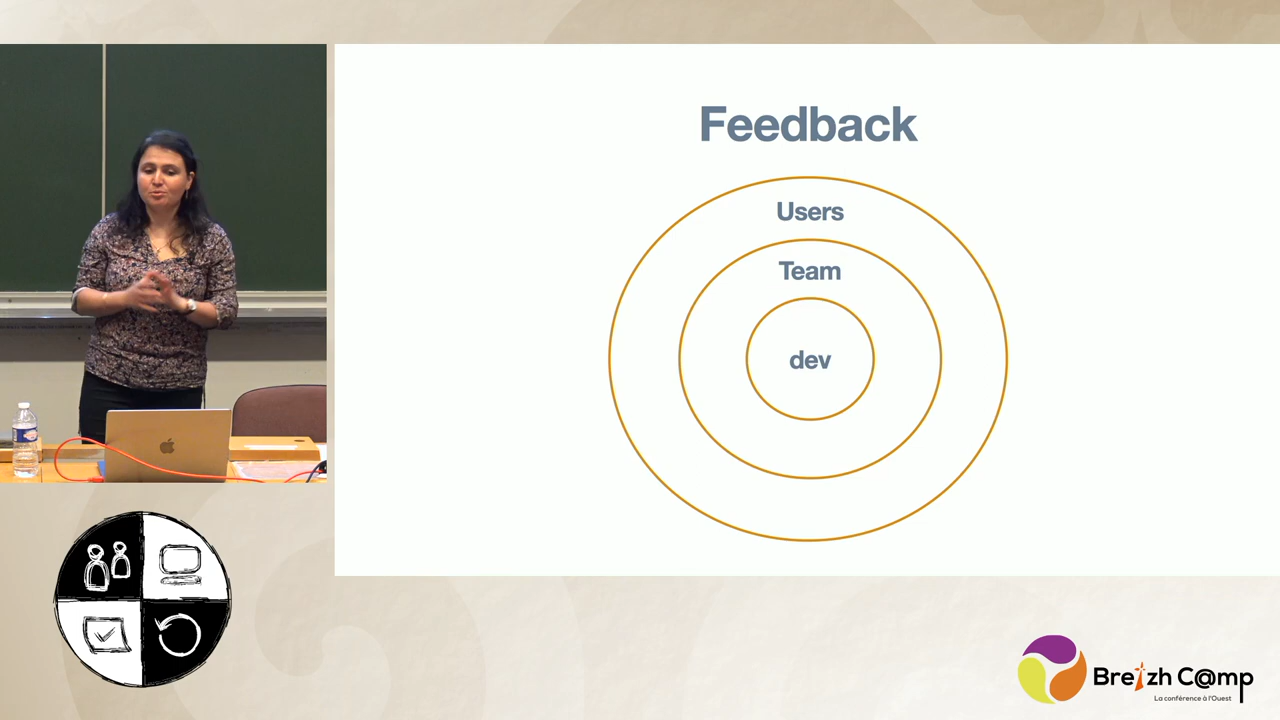 Feedback
Users
Team
dev
Breizh C@mp
La conférence à l'Ouest